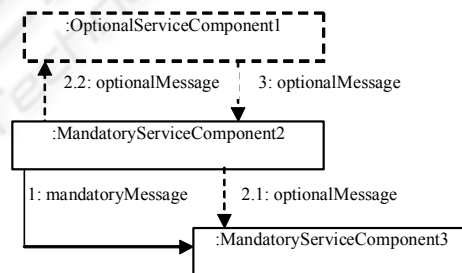 :OptionalServiceComponent1
2.2: optionalMessage
3: optionalMessage
:MandatoryServiceComponent2
1: mandatoryMessage
2.1: optionalMessage
:MandatoryServiceComponent3